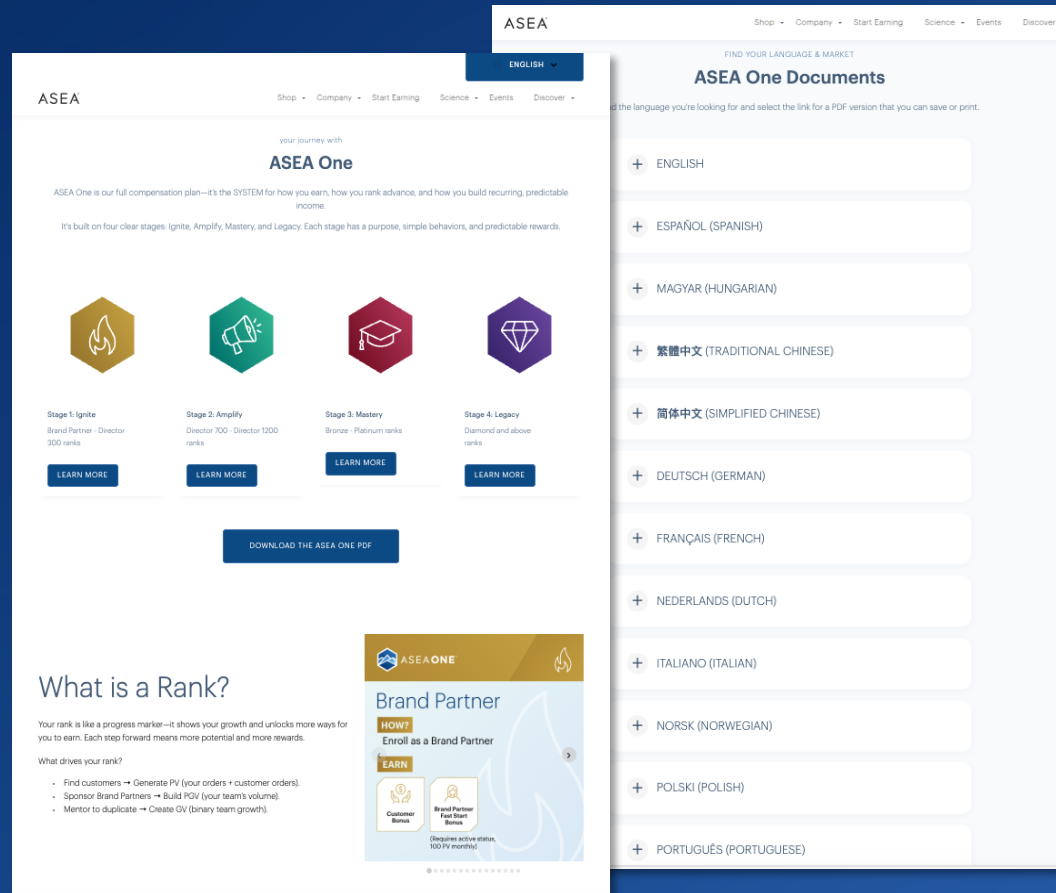 ENGLISH
ASEA
Shop Company Start Earning Science Events Discover
your journey with
ASEA One
ASEA One is our full compensation plan—it's the SYSTEM for how you earn, how you rank advance, and how you build recurring, predictable
income.
It's built on four clear stages: Ignite, Amplify, Mastery, and Legacy. Each stage has a purpose, simple behaviors, and predictable rewards.
Stage 1: Ignite
Brand Partner - Director
300 ranks
LEARN MORE
Stage 2: Amplify
Director 700 - Director 1200
ranks
LEARN MORE
Stage 3: Mastery
Bronze - Platinum ranks
LEARN MORE
Stage 4: Legacy
Diamond and above
ranks
LEARN MORE
DOWNLOAD THE ASEA ONE PDF
What is a Rank?
Your rank is like a progress marker—it shows your growth and unlocks more ways for
you to earn. Each step forward means more potential and more rewards.
What drives your rank?
• Find customers → Generate PV (your orders + customer orders).
• Sponsor Brand Partners → Build PGV (your team's volume).
• Mentor to duplicate → Create GV (binary team growth).
ASEAONE
Brand Partner
HOW?
Enroll as a Brand Partner
EARN
Customer
Bonus
Brand Partner
Fast Start
Bonus
(Requires active status,
100 PV monthly)
ASEA
Shop Company Start Earning Science Events Discover
FIND YOUR LANGUAGE & MARKET
ASEA One Documents
the language you're looking for and select the link for a PDF version that you can save or print.
+ ENGLISH
+ ESPAÑOL (SPANISH)
+ MAGYAR (HUNGARIAN)
+ 繁體中文 (TRADITIONAL CHINESE)
+ 简体中文 (SIMPLIFIED CHINESE)
+ DEUTSCH (GERMAN)
+ FRANÇAIS (FRENCH)
+ NEDERLANDS (DUTCH)
+ ITALIANO (ITALIAN)
+ NORSK (NORWEGIAN)
+ POLSKI (POLISH)
+ PORTUGUÊS (PORTUGUESE)